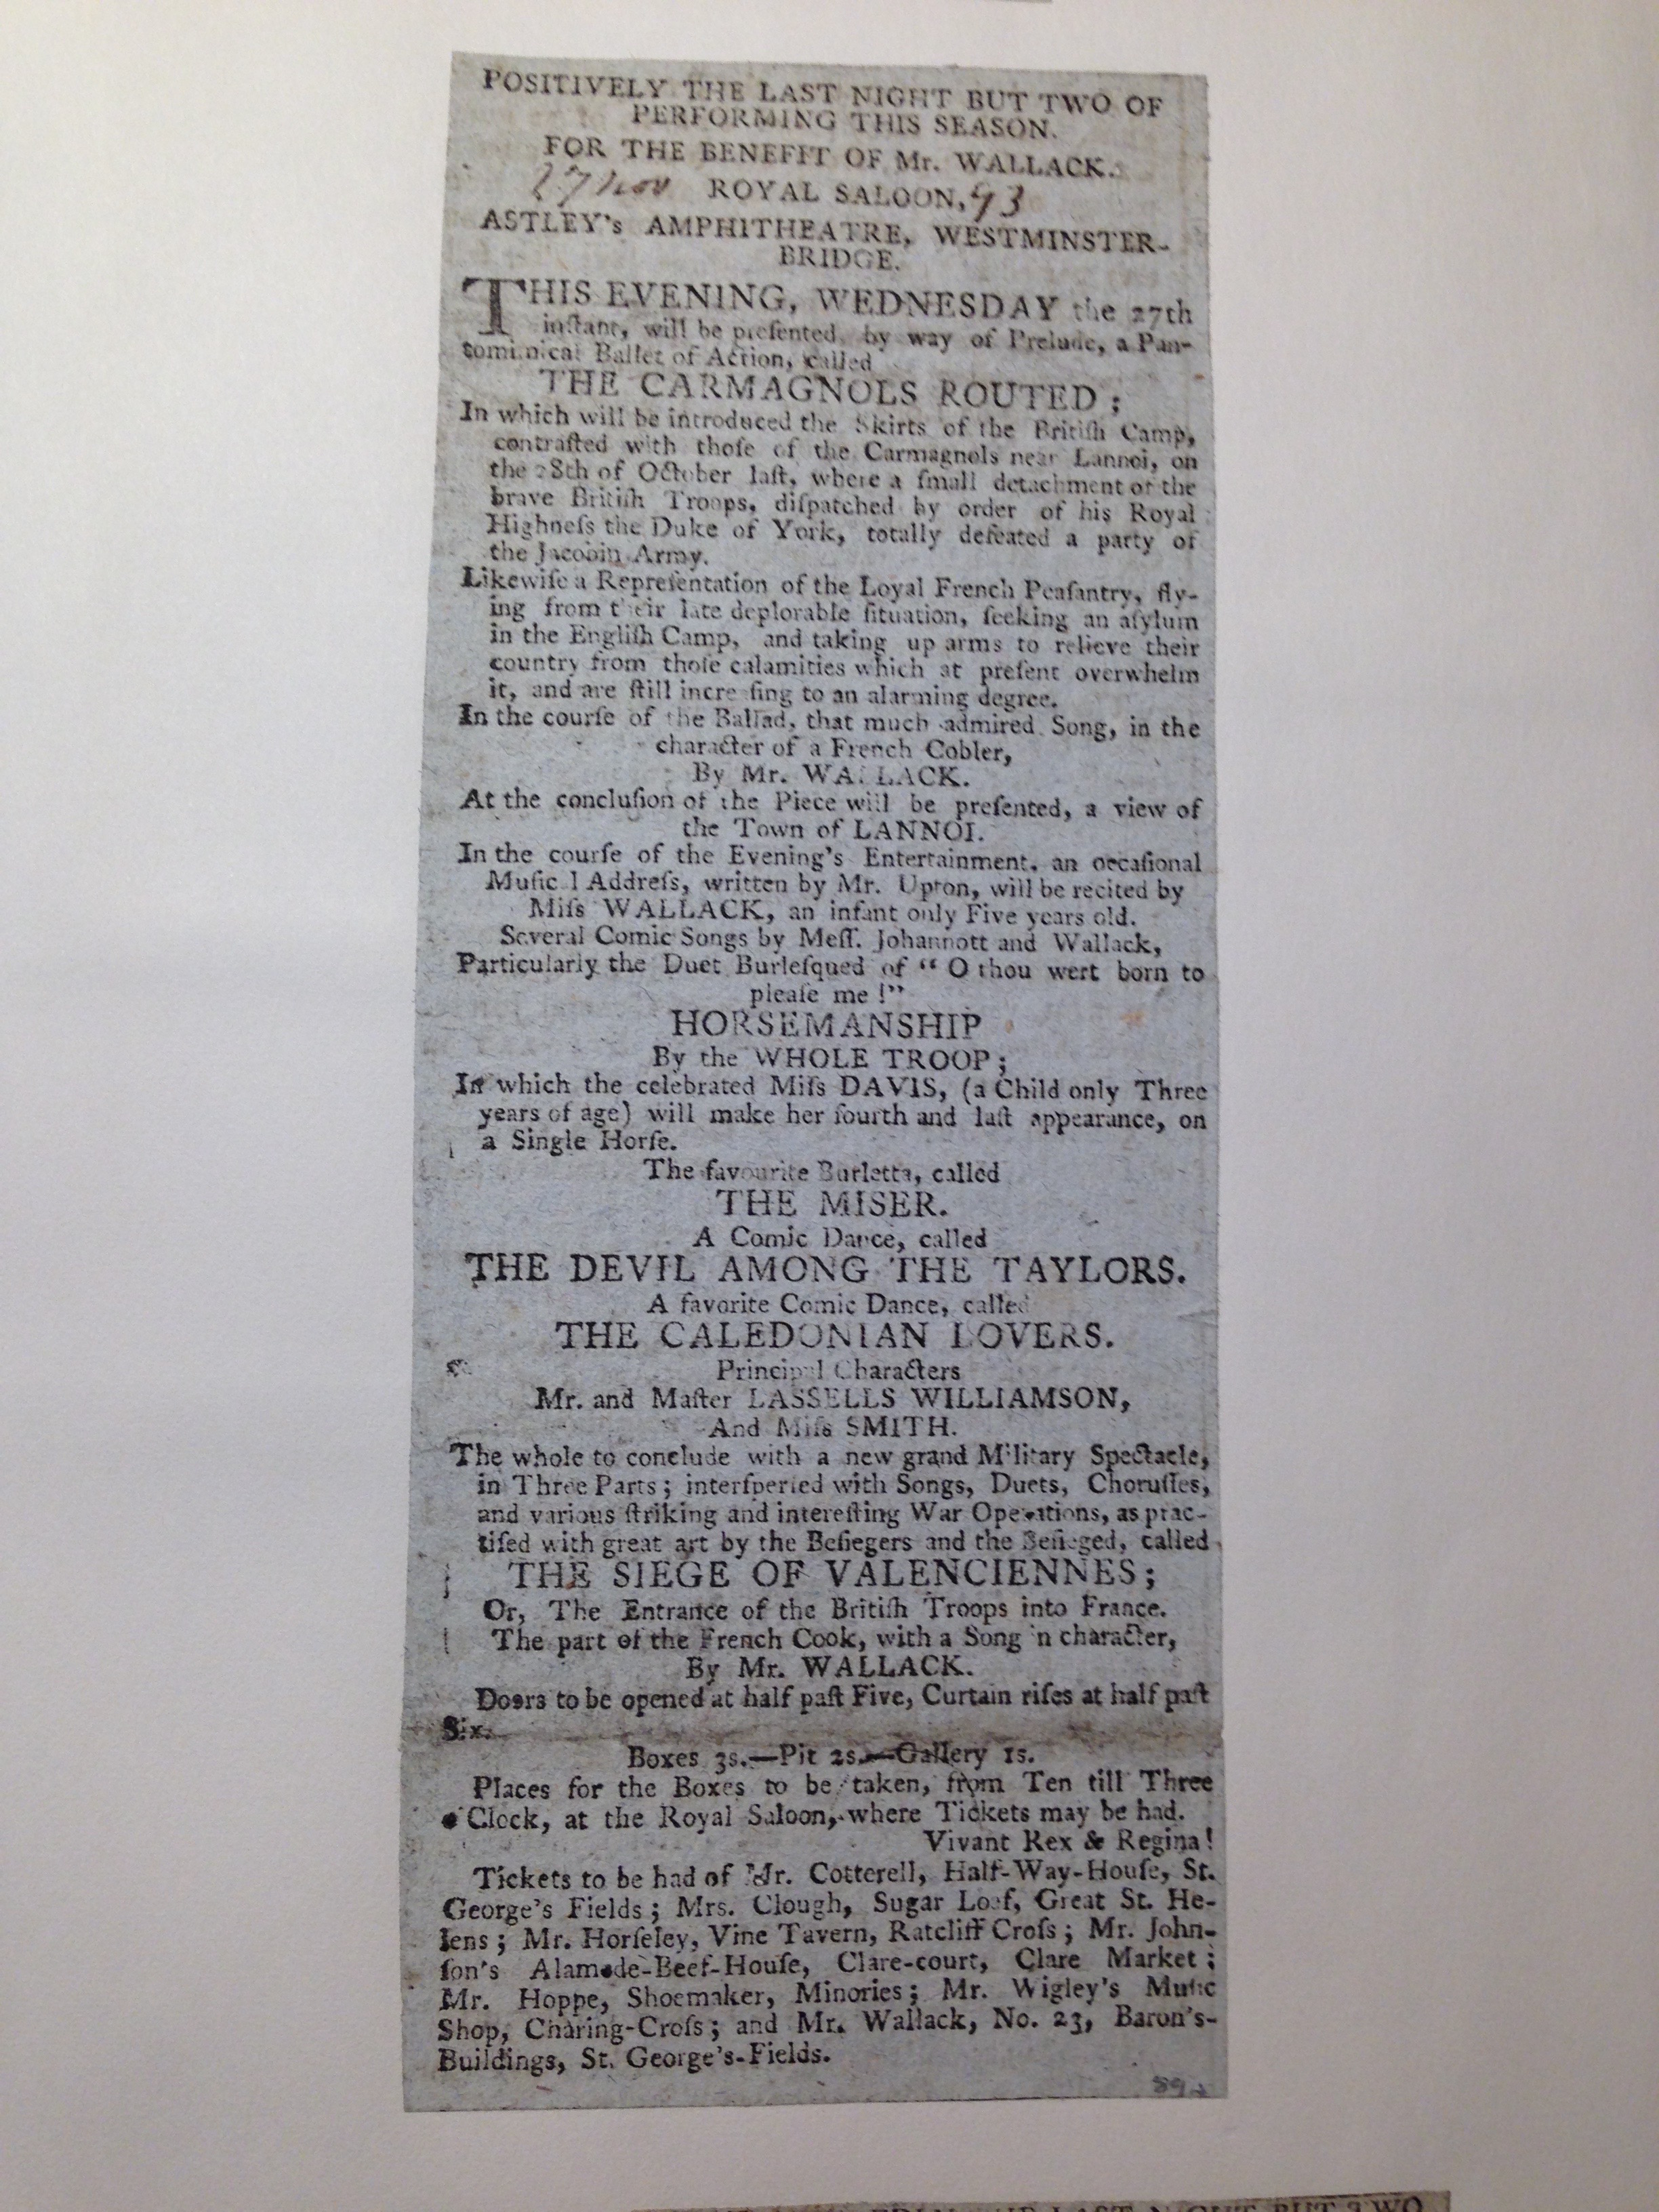 POSITIVELY THE LAST NIGHT BUT TWO OF
PERFORMING THIS SEASON.
FOR THE BENEFIT OF Mr. WALLACK.
27 Nov ROYAL SALOON, 93
ASTLEY's AMPHITHEATRE, WESTMINSTER-
BRIDGE.
THIS EVENING, WEDNESDAY the 27th
inſtant, will be preſented, by way of Prelude, a Pan-
tomimical Ballet of Action, called
THE CARMAGNOLS ROUTED;
In which will be introduced the Skirts of the Britiſh Camp,
contraſted with thoſe of the Carmagnols near Lannoi, on
the 28th of October laſt, where a ſmall detachment of the
brave Britiſh Troops, diſpatched by order of his Royal
Highneſs the Duke of York, totally defeated a party of
the Jacobin Army.
Likewiſe a Repreſentation of the Loyal French Peaſantry, fly-
ing from their late deplorable ſituation, ſeeking an aſylum
in the Engliſh Camp, and taking up arms to relieve their
country from thoſe calamities which at preſent overwhelm
it, and are ſtill increaſing to an alarming degree.
In the courſe of the Ballad, that much admired Song, in the
character of a French Cobler,
By Mr. WALLACK.
At the concluſion of the Piece will be preſented, a view of
the Town of LANNOI.
In the courſe of the Evening's Entertainment, an occaſional
Muſical Addreſs, written by Mr. Upton, will be recited by
Miſs WALLACK, an infant only Five years old.
Several Comic Songs by Meſſ. Johannott and Wallack,
Particularly the Duet Burleſqued of "O thou wert born to
pleaſe me!"
HORSEMANSHIP
By the WHOLE TROOP;
In which the celebrated Miſs DAVIS, (a Child only Three
years of age) will make her fourth and laſt appearance, on
a Single Horſe.
The favourite Burletta, called
THE MISER.
A Comic Dance, called
THE DEVIL AMONG THE TAYLORS.
A favorite Comic Dance, called
THE CALEDONIAN LOVERS.
Principal Characters
Mr. and Maſter LASSELLS WILLIAMSON,
And Miſs SMITH.
The whole to conclude with a new grand Military Spectacle,
in Three Parts; interſperſed with Songs, Duets, Choruſſes,
and various ſtriking and intereſting War Operations, as prac-
tiſed with great art by the Beſiegers and the Beſieged, called
THE SIEGE OF VALENCIENNES;
Or, The Entrance of the Britiſh Troops into France.
The part of the French Cook, with a Song in character,
By Mr. WALLACK.
Doors to be opened at half paſt Five, Curtain riſes at half paſt
Six.
Boxes 3s.—Pit 2s.—Gallery 1s.
Places for the Boxes to be taken, from Ten till Three
o'Clock, at the Royal Saloon, where Tickets may be had.
Vivant Rex & Regina!
Tickets to be had of Mr. Cotterell, Half-Way-Houſe, St.
George's Fields; Mrs. Clough, Sugar Loaf, Great St. He-
lens; Mr. Horſeley, Vine Tavern, Ratcliff Croſs; Mr. John-
ſon's Alamode-Beef-Houſe, Clare-court, Clare Market;
Mr. Hoppe, Shoemaker, Minories; Mr. Wigley's Muſic
Shop, Charing-Croſs; and Mr. Wallack, No. 23, Baron's-
Buildings, St. George's-Fields.
LAST NIGHT BUT TWO